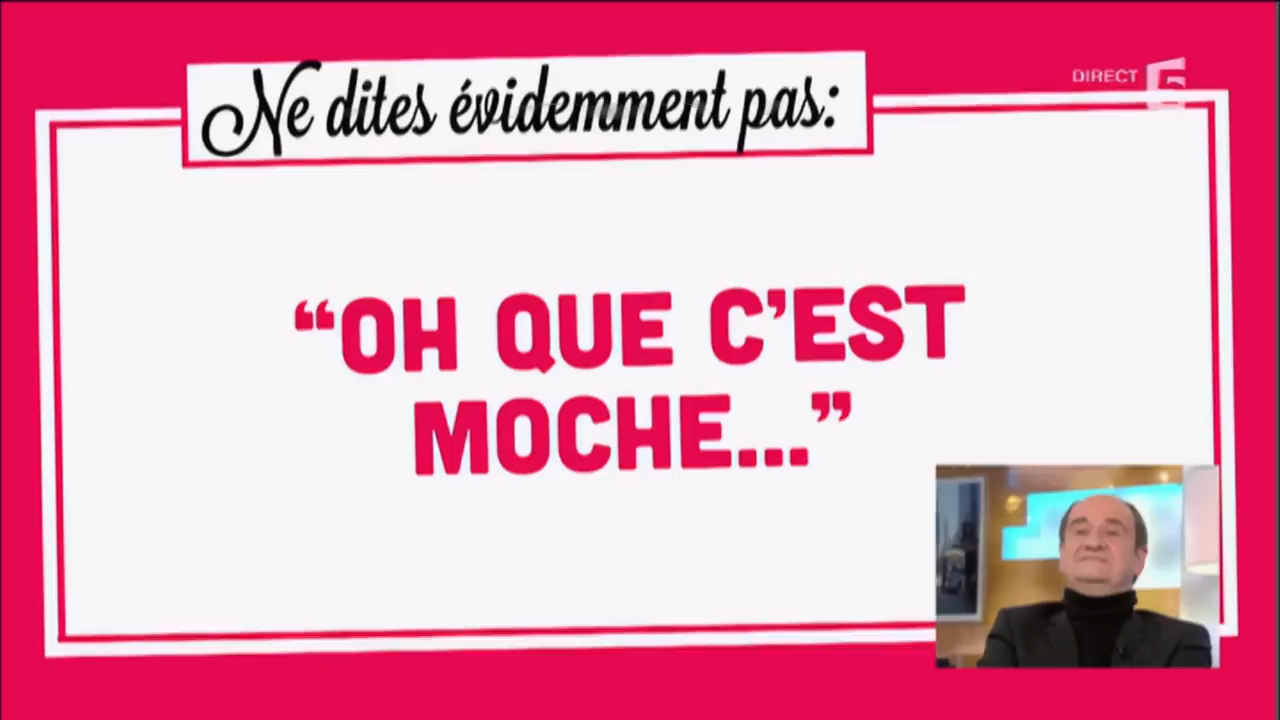 DIRECT 5
Ne dites évidemment pas:
“OH QUE C’EST
MOCHE...”